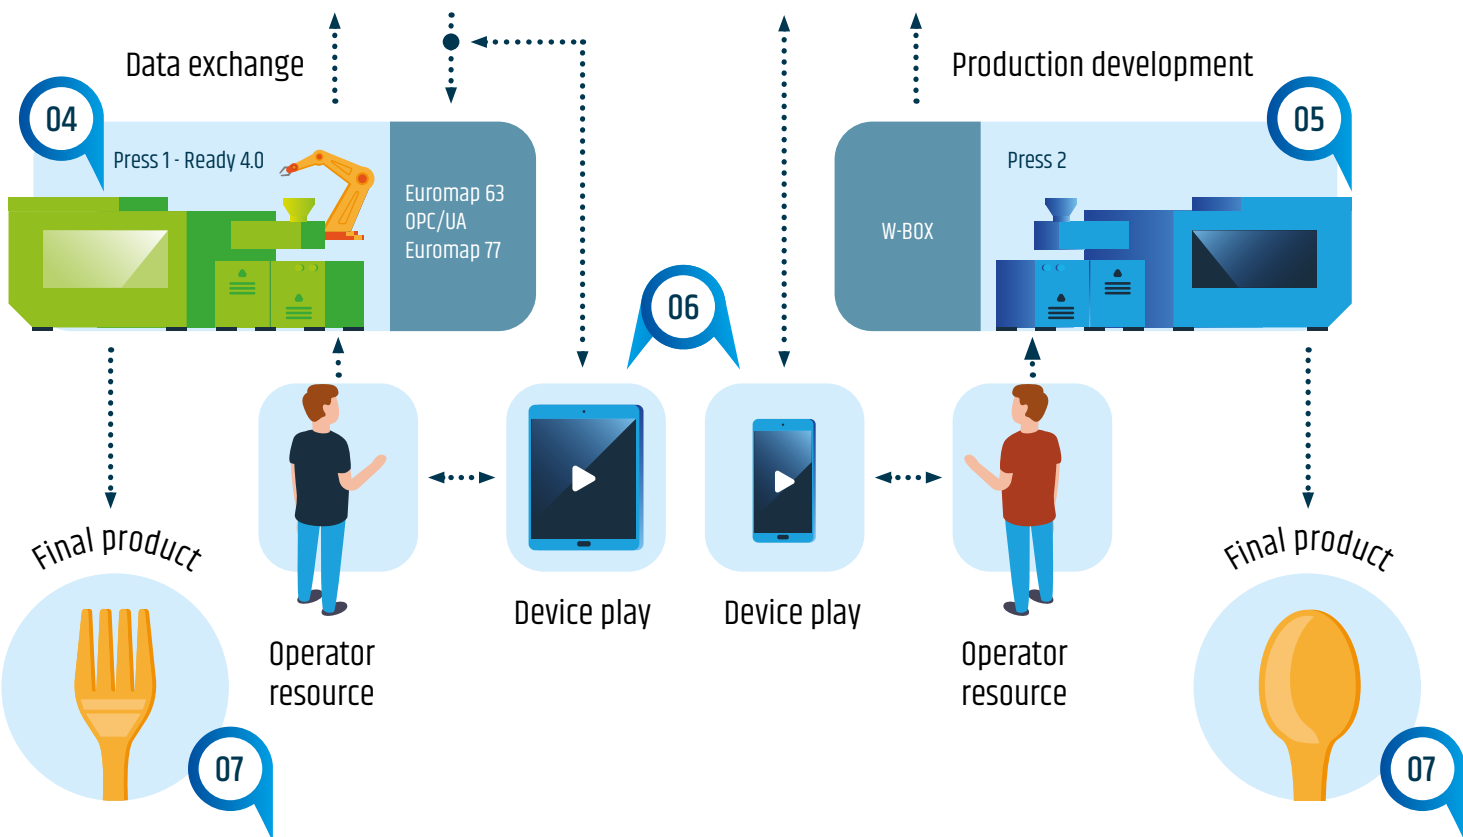 Data exchange
Production development
04
05
Press 1 - Ready 4.0
Press 2
Euromap 63
OPC/UA
Euromap 77
W-BOX
06
Final product
Final product
Device play
Device play
Operator
resource
Operator
resource
07
07